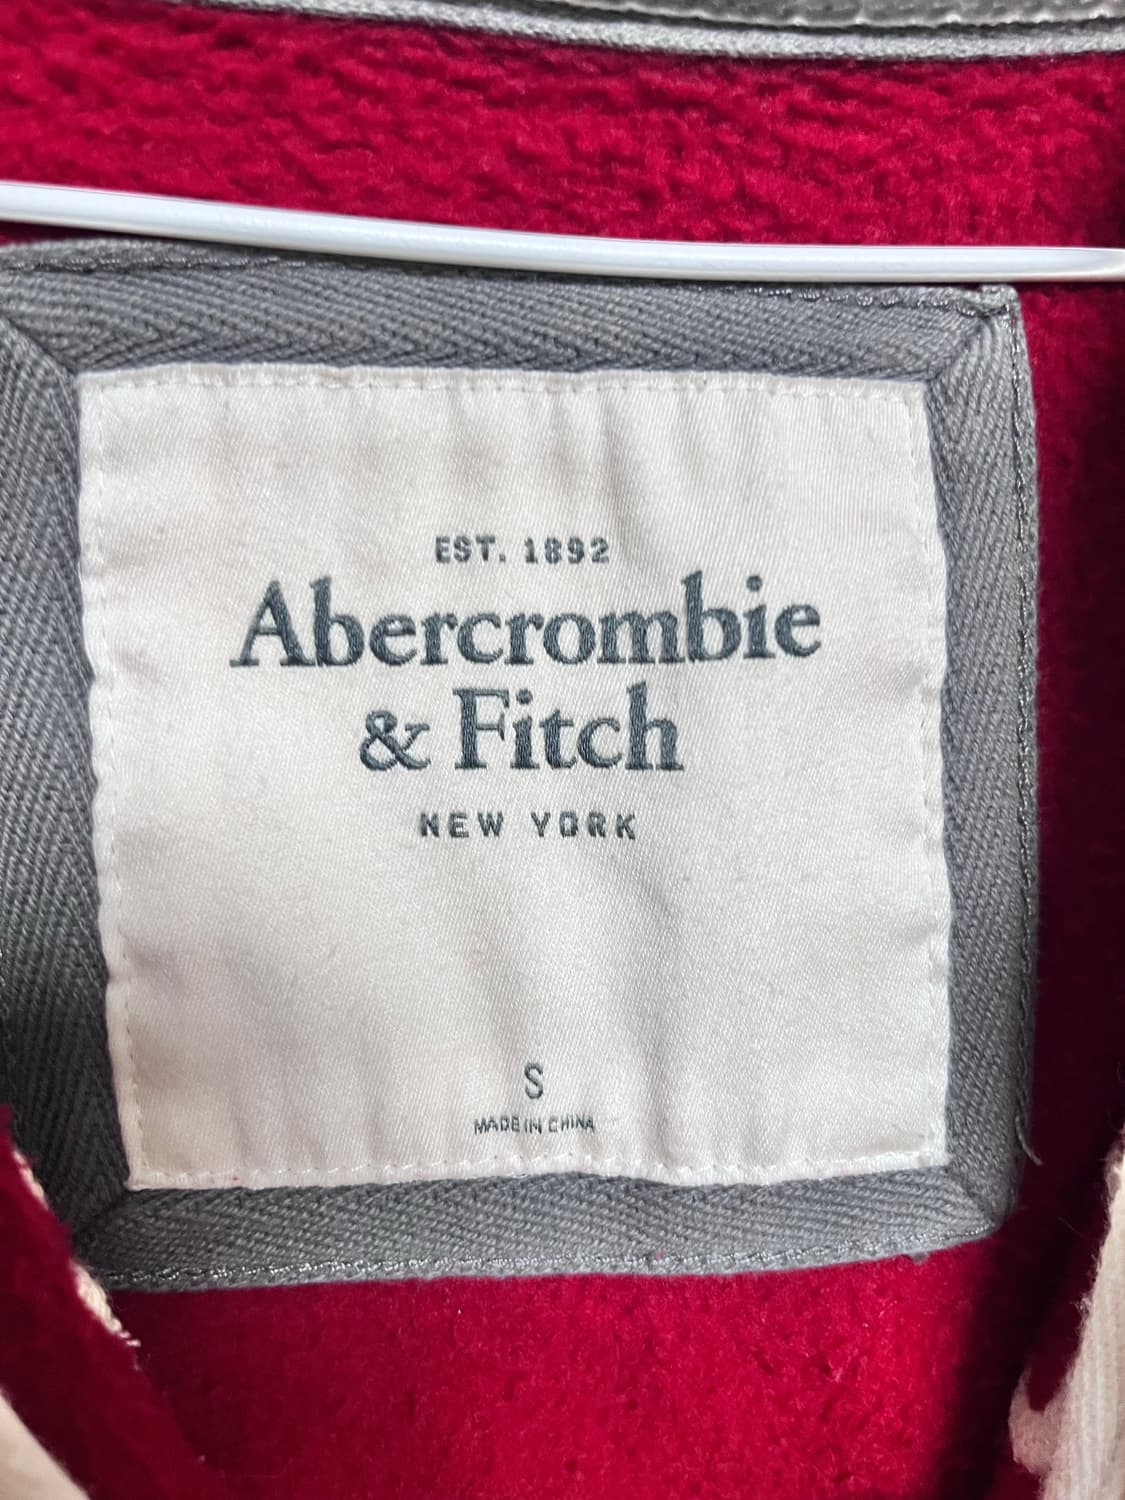 EST. 1892
Abercrombie
& Fitch
NEW YORK
S
MADE IN CHINA